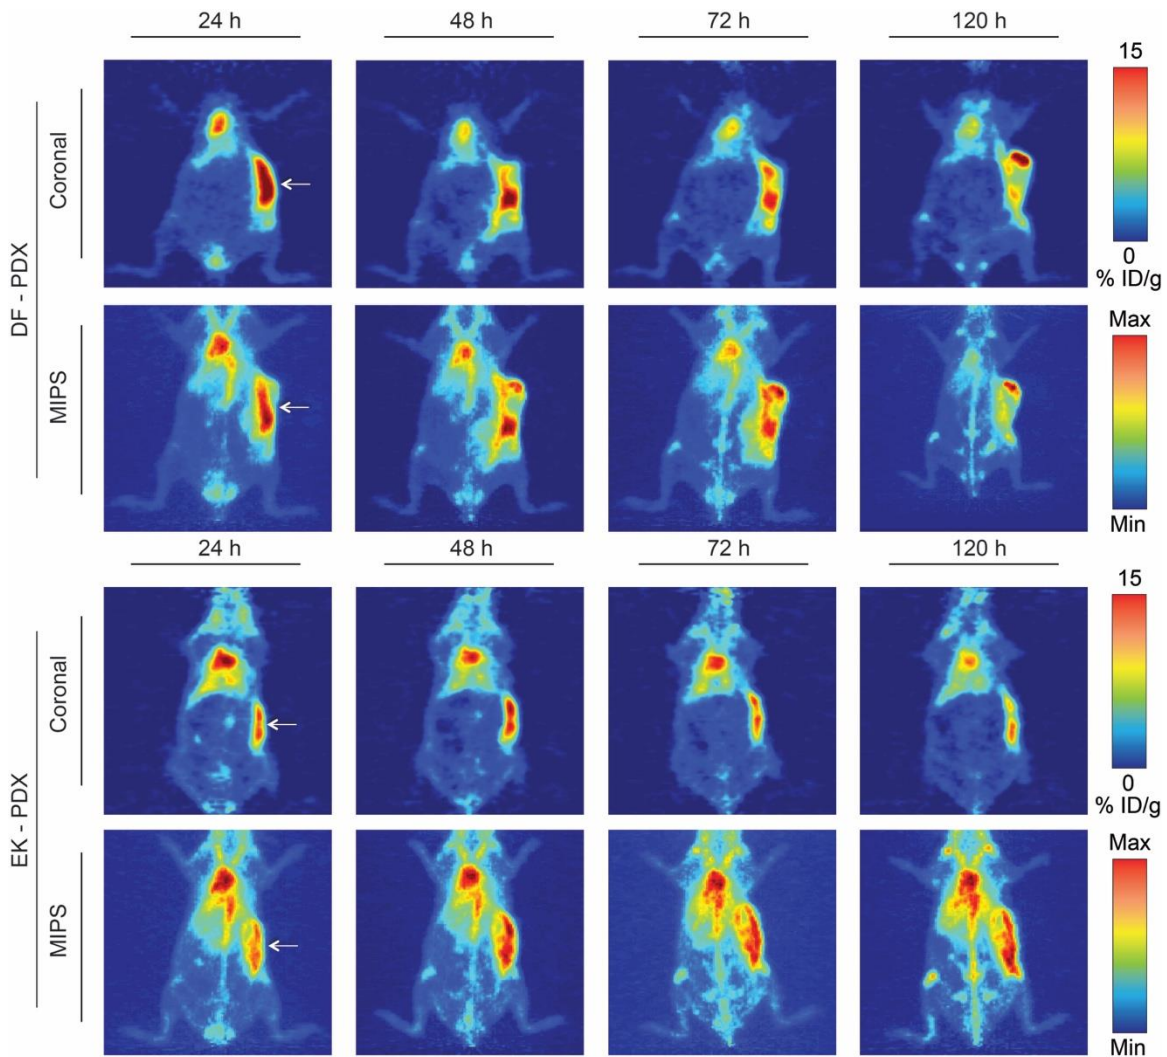 24 h
48 h
72 h
120 h
DF - PDX
Coronal
15
0
% ID/g
MIPS
Max
Min
24 h
48 h
72 h
120 h
EK - PDX
Coronal
15
0
% ID/g
MIPS
Max
Min